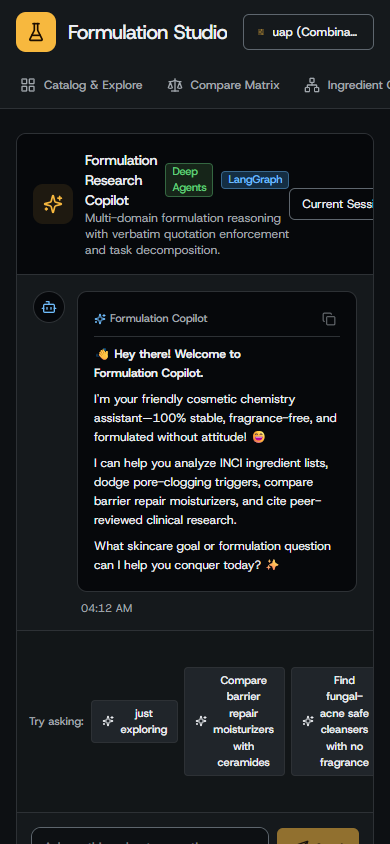 Formulation Studio
uap (Combina...
Catalog & Explore
Compare Matrix
Ingredient
Formulation
Research
Copilot
Deep
Agents
LangGraph
Multi-domain formulation reasoning
with verbatim quotation enforcement
and task decomposition.
Current Sessi
Formulation Copilot
👋 Hey there! Welcome to
Formulation Copilot.
I'm your friendly cosmetic chemistry
assistant—100% stable, fragrance-free, and
formulated without attitude! 😄
I can help you analyze INCI ingredient lists,
dodge pore-clogging triggers, compare
barrier repair moisturizers, and cite peer-
reviewed clinical research.
What skincare goal or formulation question
can I help you conquer today? ✨
04:12 AM
Try asking:
just
exploring
Compare
barrier
repair
moisturizers
with
ceramides
Find
fungal-
acne safe
cleansers
with no
fragrance